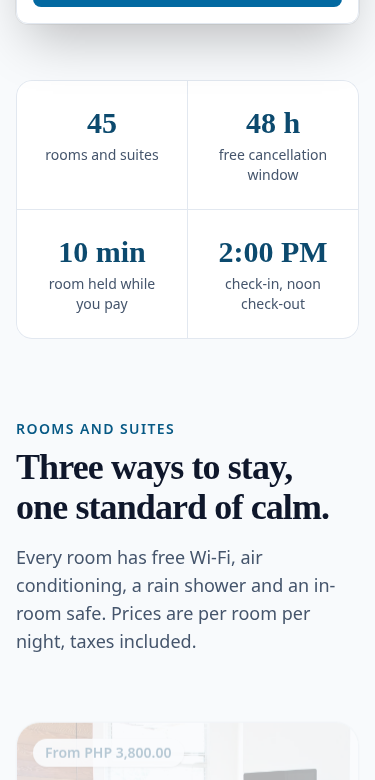 45
rooms and suites
48 h
free cancellation
window
10 min
room held while
you pay
2:00 PM
check-in, noon
check-out
ROOMS AND SUITES
Three ways to stay,
one standard of calm.
Every room has free Wi-Fi, air
conditioning, a rain shower and an in-
room safe. Prices are per room per
night, taxes included.
From PHP 3,800.00